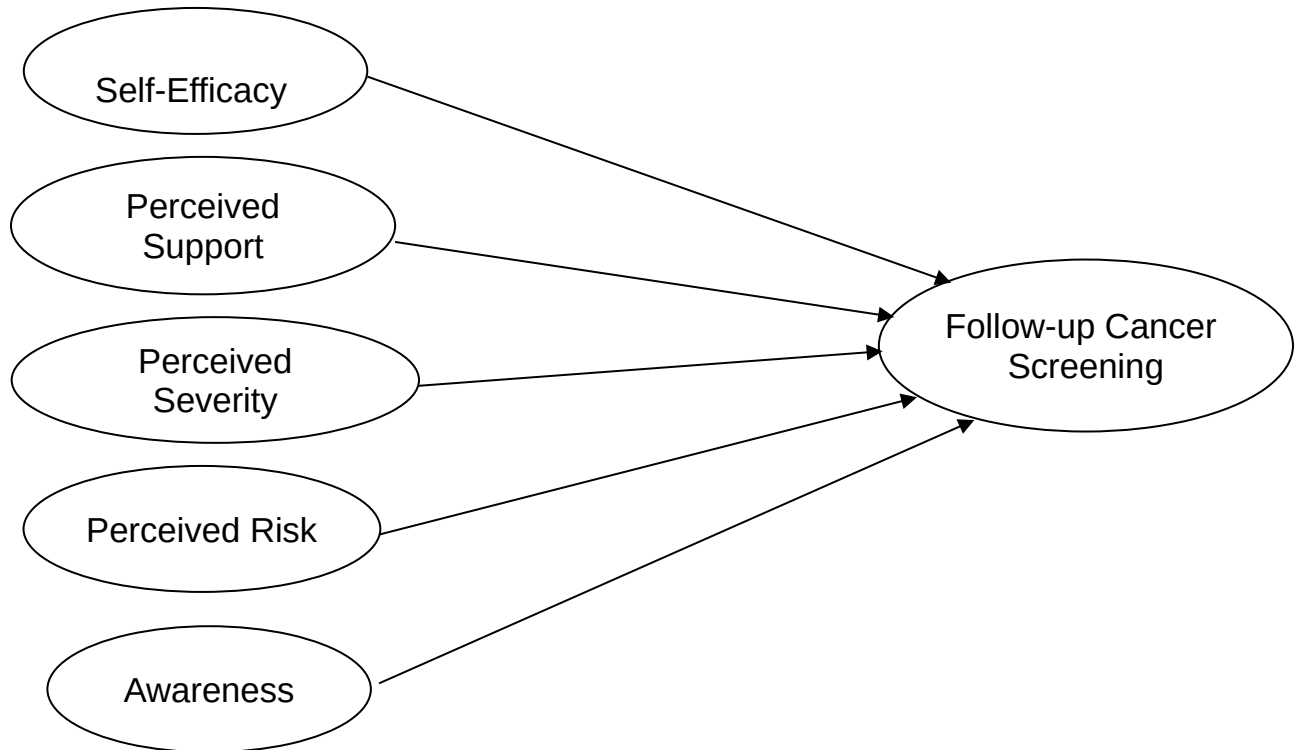 Self-Efficacy
Perceived
Support
Perceived
Severity
Perceived Risk
Awareness
Follow-up Cancer
Screening